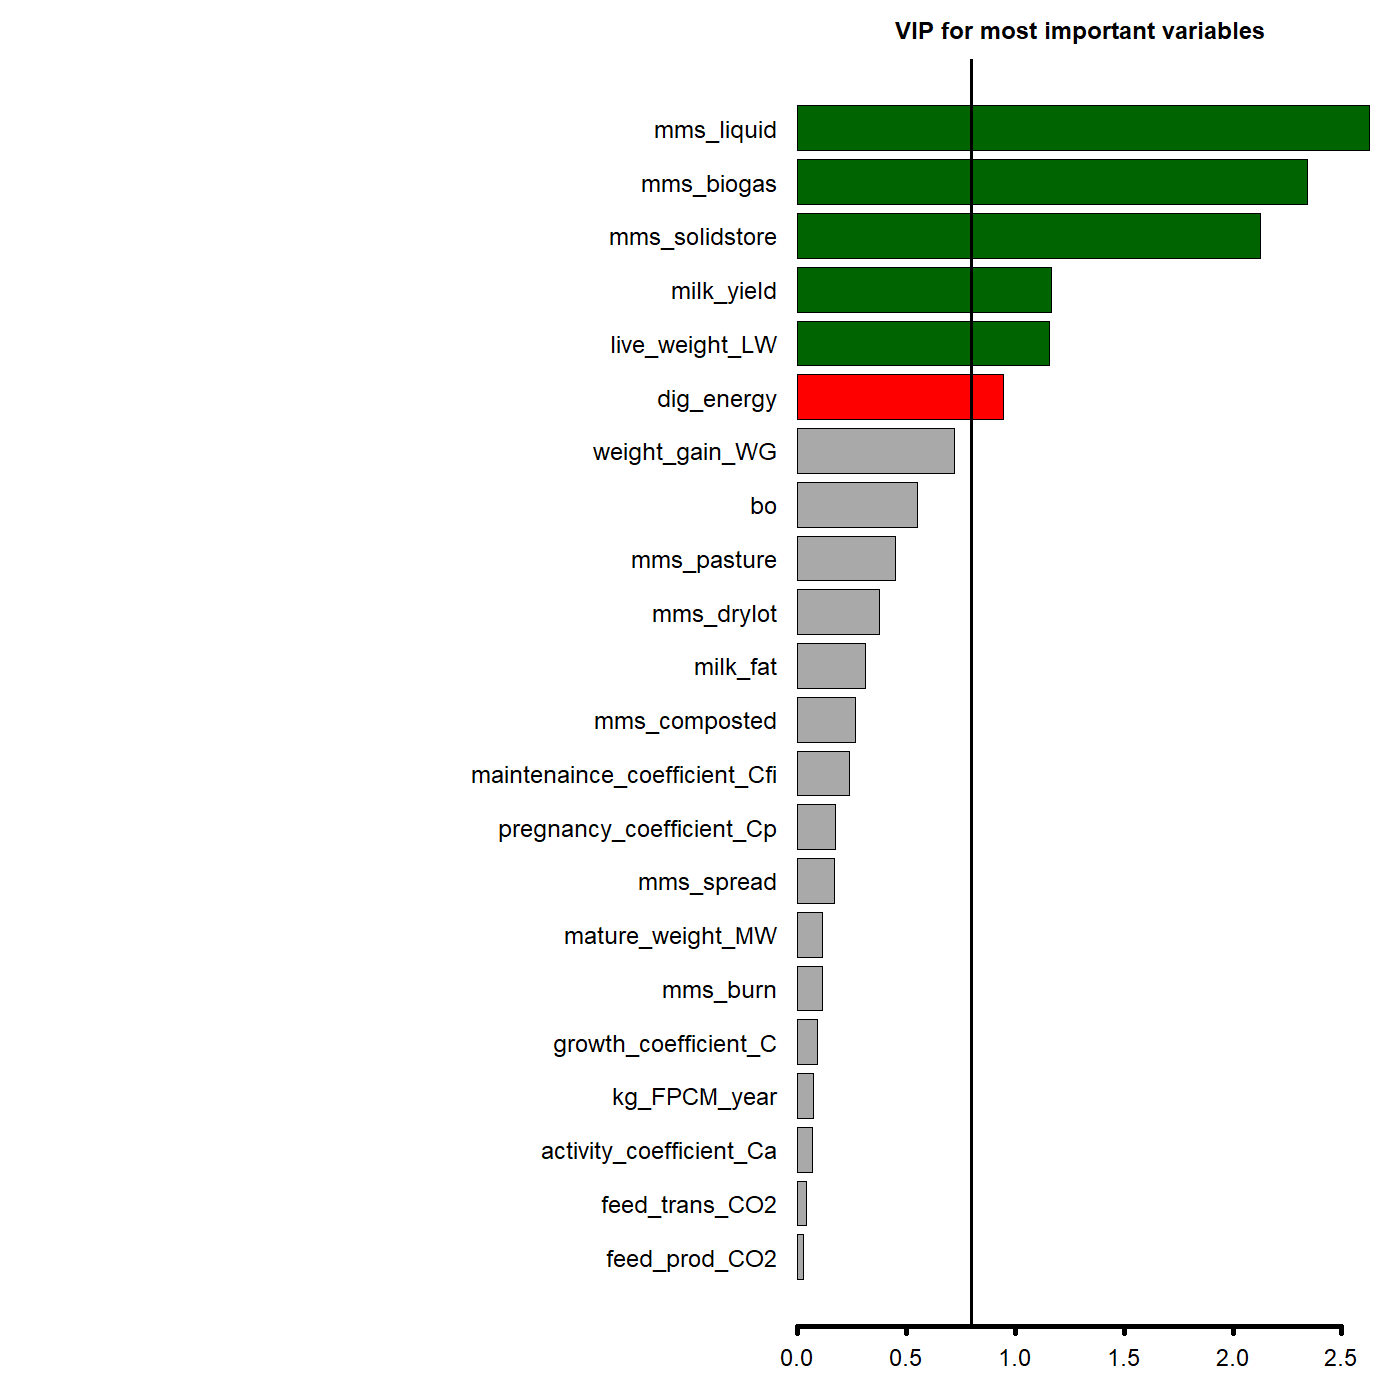 VIP for most important variables
mms_liquid
mms_biogas
mms_solidstore
milk_yield
live_weight_LW
dig_energy
weight_gain_WG
bo
mms_pasture
mms_drylot
milk_fat
mms_composted
maintenaince_coefficient_Cfi
pregnancy_coefficient_Cp
mms_spread
mature_weight_MW
mms_burn
growth_coefficient_C
kg_FPCM_year
activity_coefficient_Ca
feed_trans_CO2
feed_prod_CO2
0.0 0.5 1.0 1.5 2.0 2.5